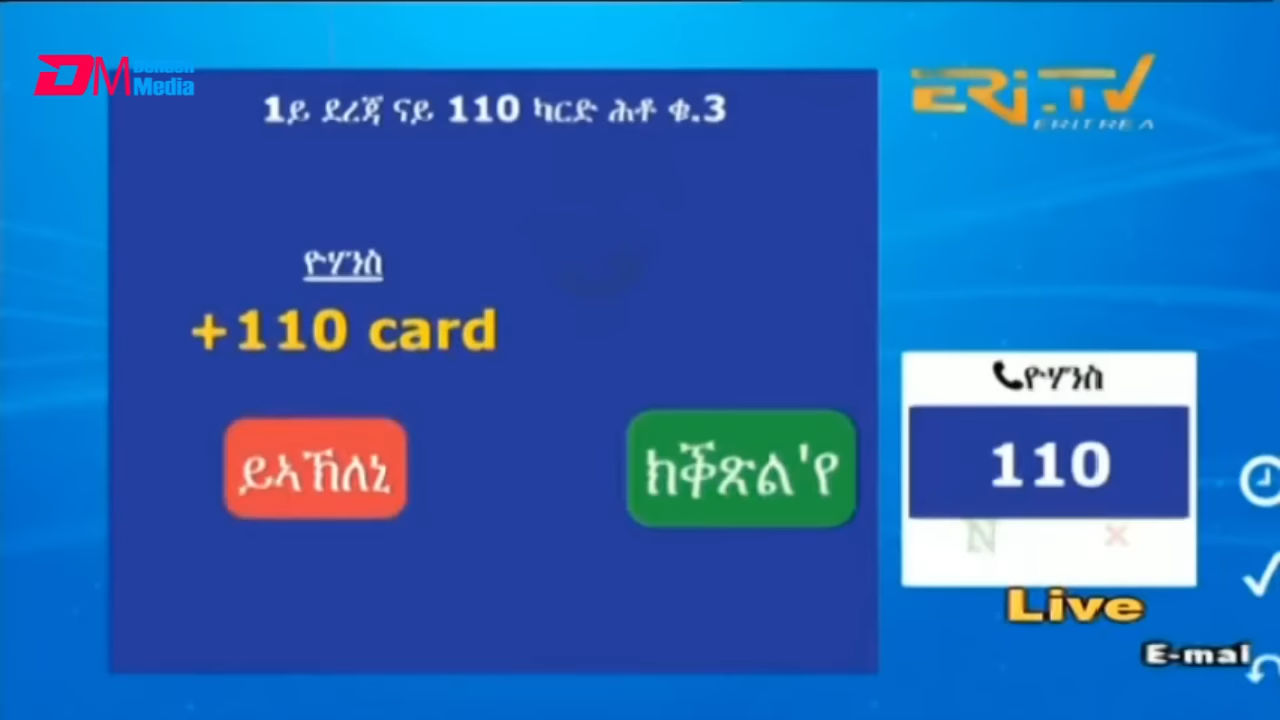 DM Media
ERi.TV
ERITREA
1ይ ደረጃ ናይ 110 ካርድ ሕቶ ቁ.3
ዮሃንስ
+110 card
ይኣኽለኒ
ክቕጽል'የ
ዮሃንስ
110
N ×
Live
E-mal